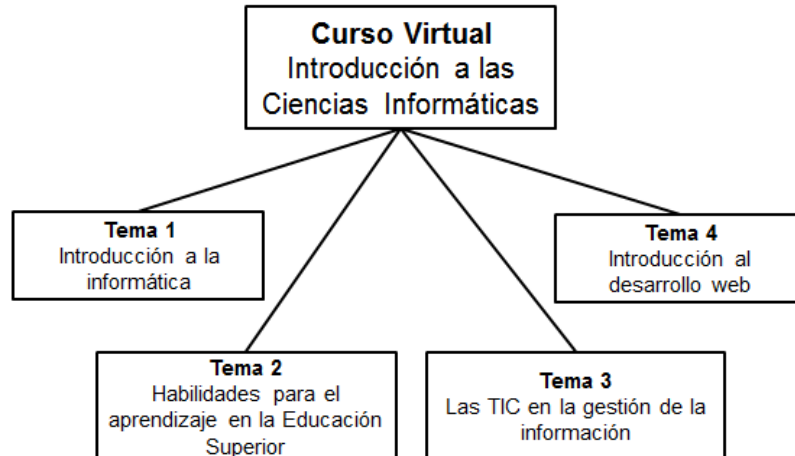 Curso Virtual
Introducción a las
Ciencias Informáticas
Tema 1
Introducción a la
informática
Tema 4
Introducción al
desarrollo web
Tema 2
Habilidades para el
aprendizaje en la Educación
Superior
Tema 3
Las TIC en la gestión de la
información